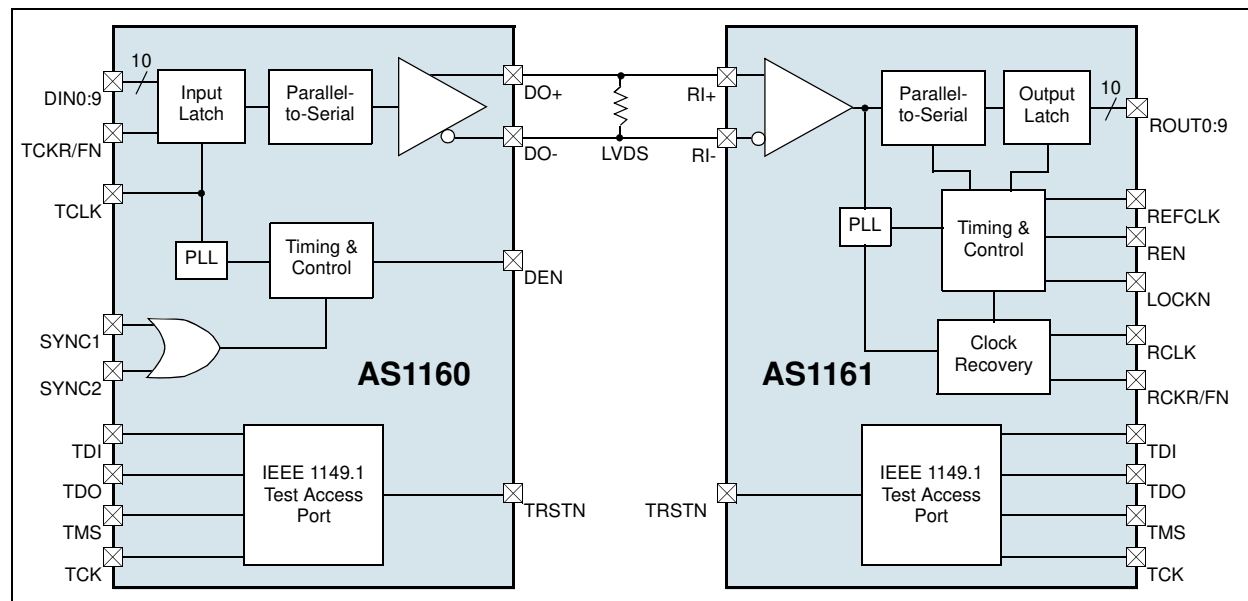 10
DIN0:9
TCKR/FN
TCLK
SYNC1
SYNC2
TDI
TDO
TMS
TCK
Input
Latch
Parallel-
to-Serial
PLL
Timing &
Control
AS1160
IEEE 1149.1
Test Access
Port
DO+
DO-
DEN
TRSTN
LVDS
RI+
RI-
TRSTN
Parallel-
to-Serial
Output
Latch
10
PLL
Timing &
Control
Clock
Recovery
AS1161
IEEE 1149.1
Test Access
Port
ROUT0:9
REFCLK
REN
LOCKN
RCLK
RCKR/FN
TDI
TDO
TMS
TCK